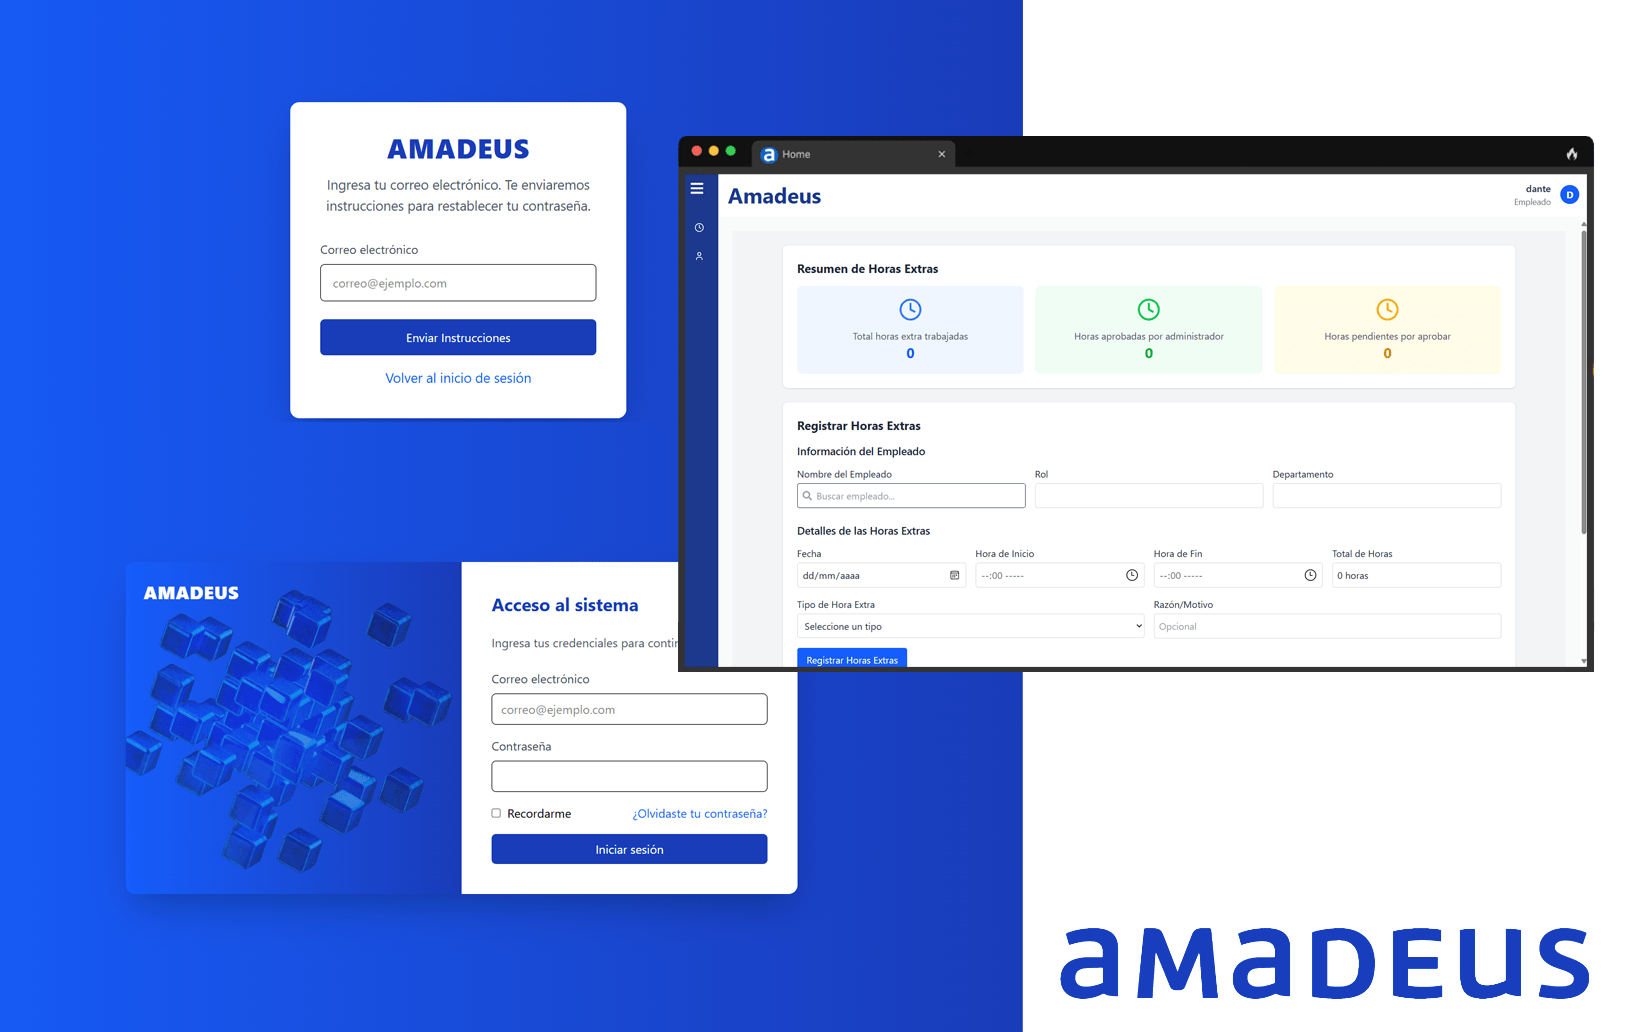 AMADEUS
Ingresa tu correo electrónico. Te enviaremos
instrucciones para restablecer tu contraseña.
Correo electrónico
correo@ejemplo.com
Enviar Instrucciones
Volver al inicio de sesión
a Home
Amadeus
dante
Empleado
D
Resumen de Horas Extras
Total horas extra trabajadas
0
Horas aprobadas por administrador
0
Horas pendientes por aprobar
0
Registrar Horas Extras
Información del Empleado
Nombre del Empleado
Rol
Departamento
Buscar empleado...
Detalles de las Horas Extras
Fecha
Hora de Inicio
Hora de Fin
Total de Horas
dd/mm/aaaa
--:00 -----
--:00 -----
0 horas
Tipo de Hora Extra
Razón/Motivo
Seleccione un tipo
Opcional
Registrar Horas Extras
AMADEUS
Acceso al sistema
Ingresa tus credenciales para
Correo electrónico
correo@ejemplo.com
Contraseña
Recordarme
¿Olvidaste tu contraseña?
Iniciar sesión
amadeus